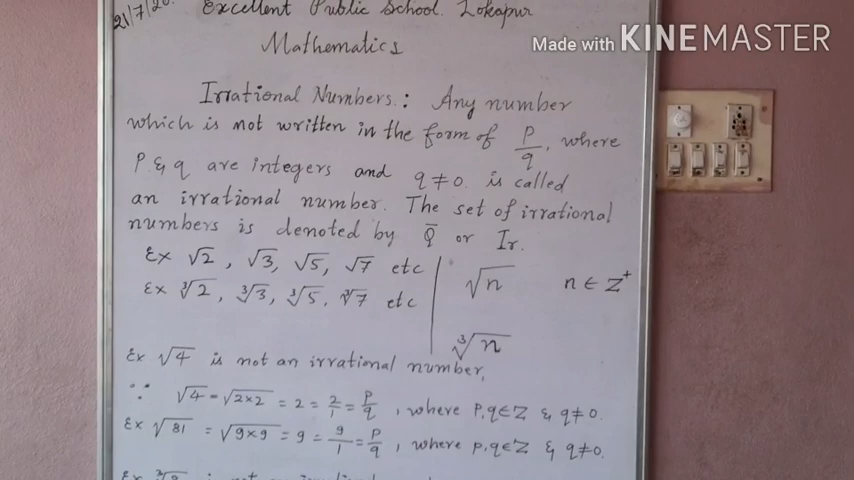 21/7/20
Excellent Public School. Lokapur
Made with KINEMASTER
Mathematics
Irrational Numbers: Any number
which is not written in the form of p/q, where
P & q are integers and q ≠ 0. is called
an irrational number. The set of irrational
numbers is denoted by Q̅ or Ir.
Ex √2, √3, √5, √7 etc
Ex ∛2, ∛3, ∛5, ∛7 etc
√n n ∈ Z⁺
∛n
Ex √4 is not an irrational number,
∵ √4 = √2×2 = 2 = 2/1 = p/q, where P,q∈Z & q≠0.
Ex √81 = √9×9 = 9 = 9/1 = p/q, where p,q∈Z & q≠0.